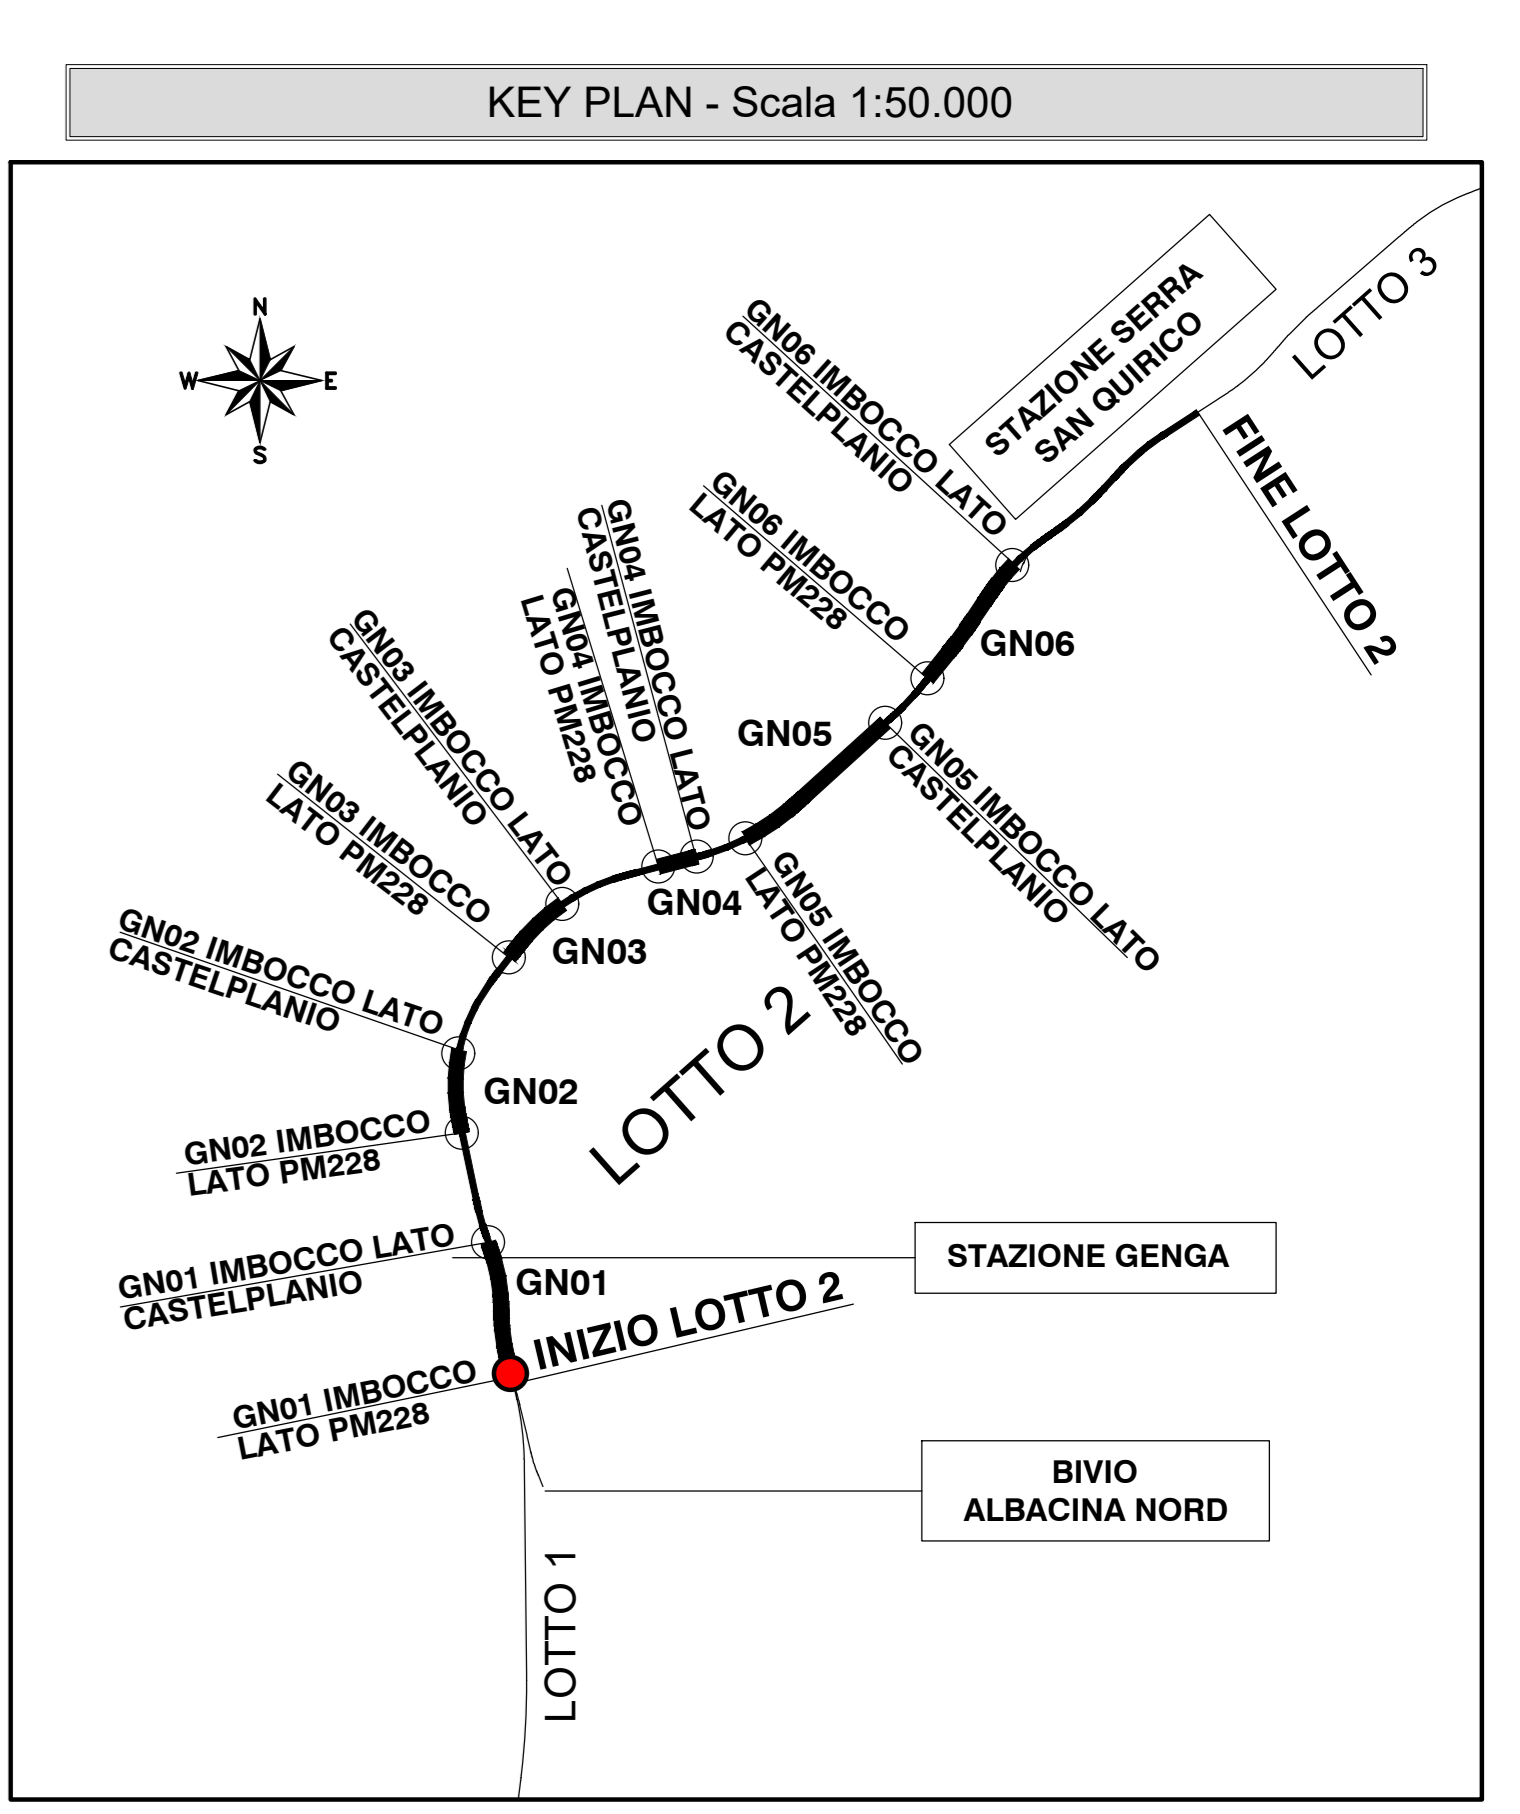 KEY PLAN - Scala 1:50.000
N
W
E
S
LOTTO 3
STAZIONE SERRA
SAN QUIRICO
GN06 IMBOCCO LATO
CASTELPLANIO
FINE LOTTO 2
GN06 IMBOCCO
LATO PM228
GN06
GN04 IMBOCCO LATO
CASTELPLANIO
GN04 IMBOCCO
LATO PM228
GN05
GN05 IMBOCCO LATO
CASTELPLANIO
GN03 IMBOCCO LATO
CASTELPLANIO
GN03 IMBOCCO
LATO PM228
GN04
GN05 IMBOCCO
LATO PM228
GN03
GN02 IMBOCCO LATO
CASTELPLANIO
LOTTO 2
GN02
GN02 IMBOCCO
LATO PM228
GN01 IMBOCCO LATO
CASTELPLANIO
STAZIONE GENGA
GN01
INIZIO LOTTO 2
GN01 IMBOCCO
LATO PM228
BIVIO
ALBACINA NORD
LOTTO 1